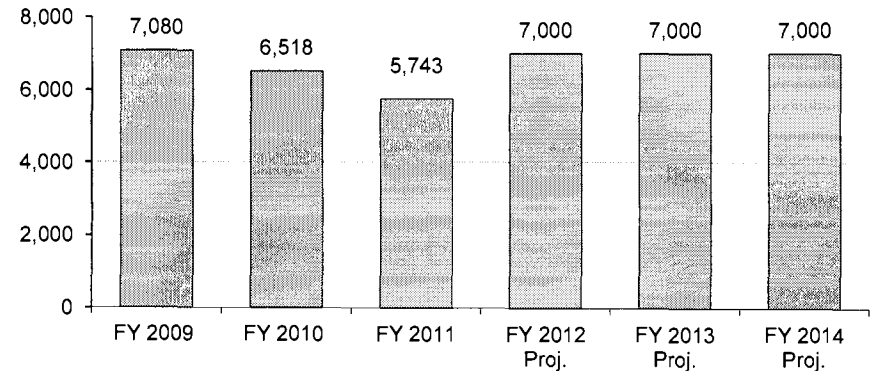 8,000
6,000
4,000
2,000
0
7,080
6,518
5,743
7,000
7,000
7,000
FY 2009
FY 2010
FY 2011
FY 2012
Proj.
FY 2013
Proj.
FY 2014
Proj.